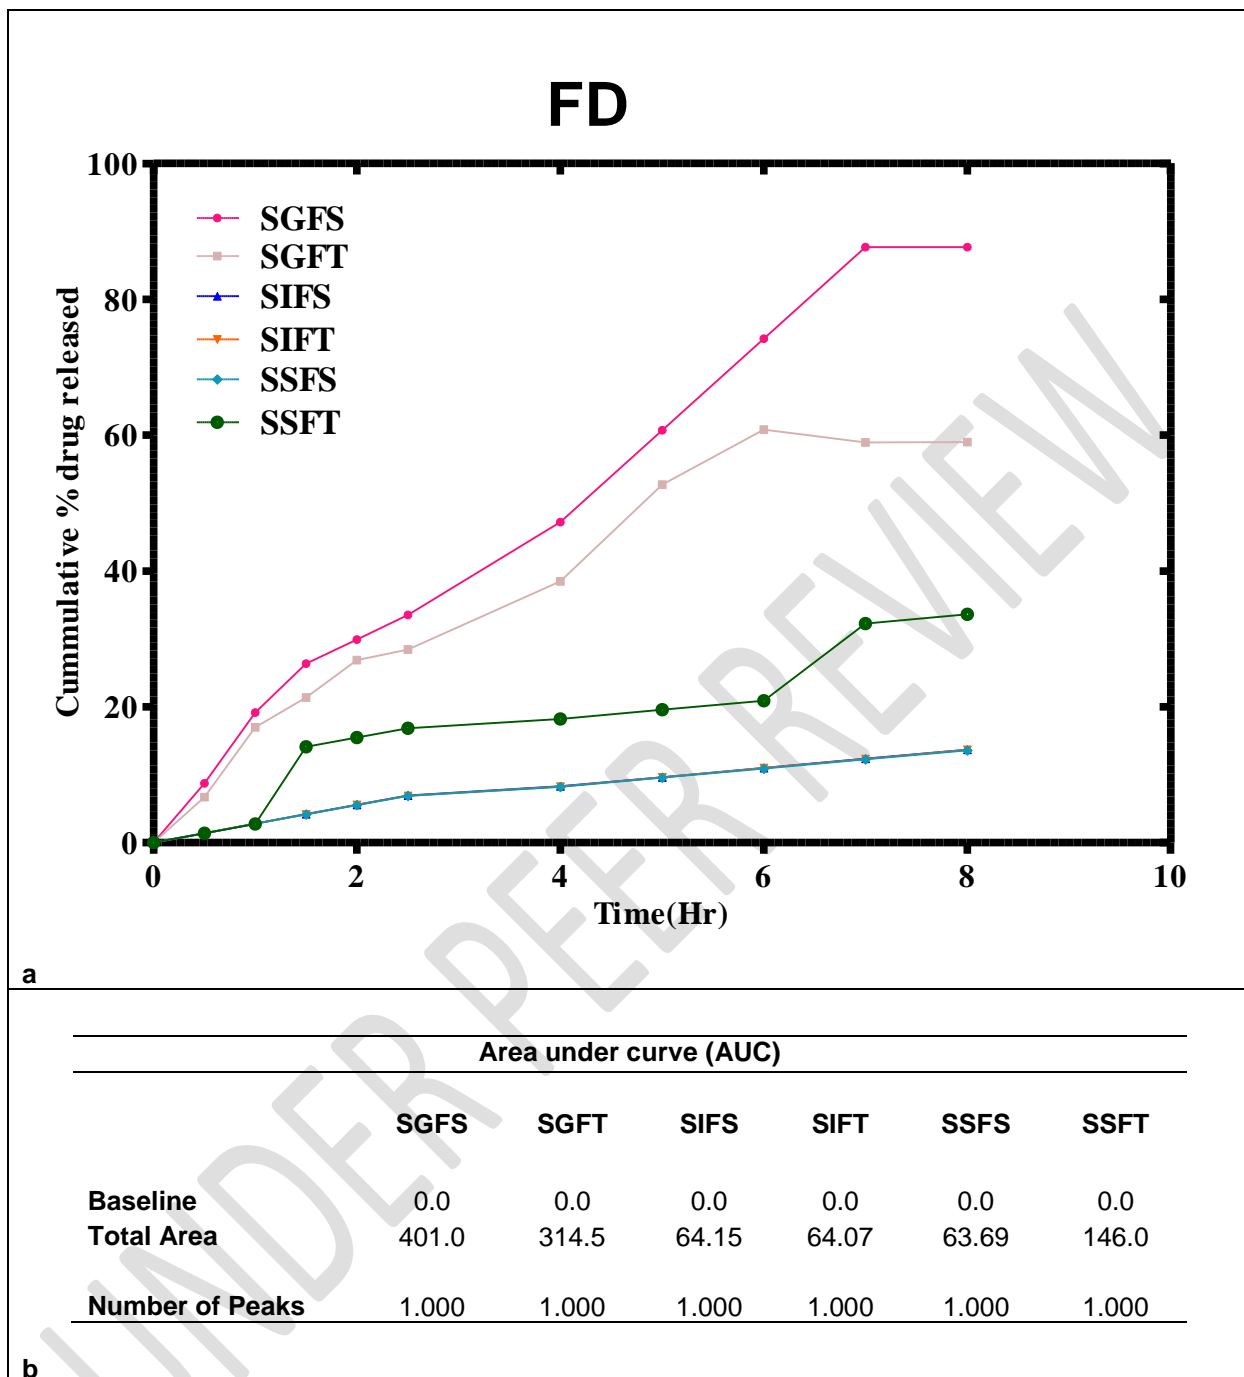 FD
100
80
60
40
20
0
Cummulative % drug released
SGFS
SGFT
SIFS
SIFT
SSFS
SSFT
0 2 4 6 8 10
Time(Hr)
a
Area under curve (AUC)
SGFS SGFT SIFS SIFT SSFS SSFT
Baseline 0.0 0.0 0.0 0.0 0.0 0.0
Total Area 401.0 314.5 64.15 64.07 63.69 146.0
Number of Peaks 1.000 1.000 1.000 1.000 1.000 1.000
b
UNDER PEER REVIEW